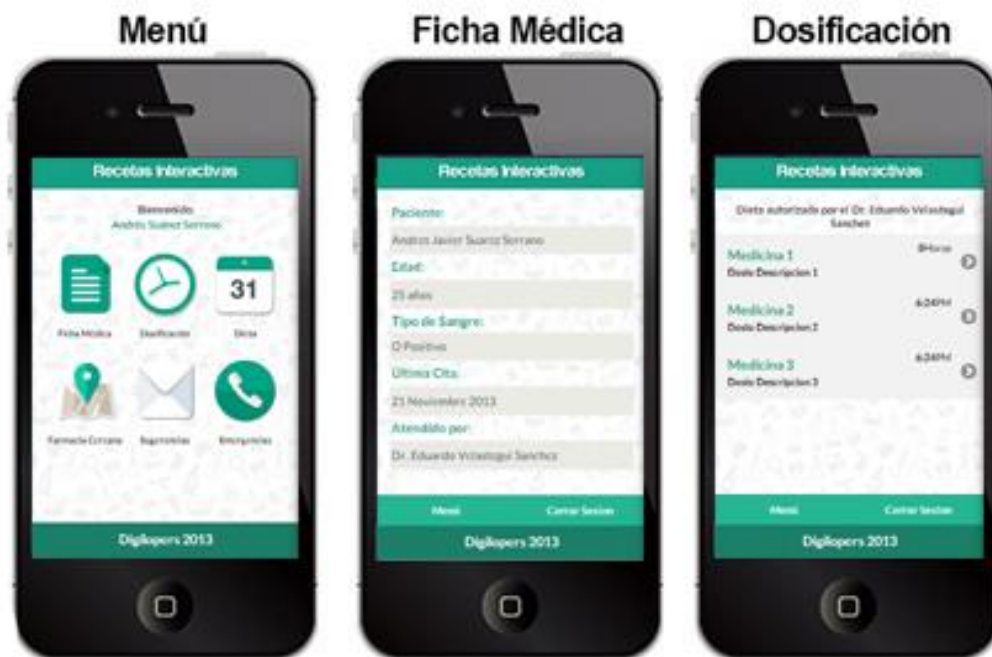 Menú
Recetas Interactivas
Bienvenido
Andrés Suarez Serrano
Ficha Médica
Dosificación
31
Dieta
Farmacia Cercana
Sugerencias
Emergencias
Digilopers 2013
Ficha Médica
Recetas Interactivas
Paciente:
Andrés Javier Suarez Serrano
Edad:
25 años
Tipo de Sangre:
O Positivo
Ultima Cita:
21 Noviembre 2013
Atendido por:
Dr. Eduardo Velastegui Sanchez
Menú
Cerrar Sesion
Digilopers 2013
Dosificación
Recetas Interactivas
Dieta autorizada por el Dr. Eduardo Velastegui
Sanchez
Medicina 1
8Horas
Dosis Descripcion 1
Medicina 2
6:24PM
Dosis Descripcion 2
Medicina 3
6:24PM
Dosis Descripcion 3
Menú
Cerrar Sesion
Digilopers 2013